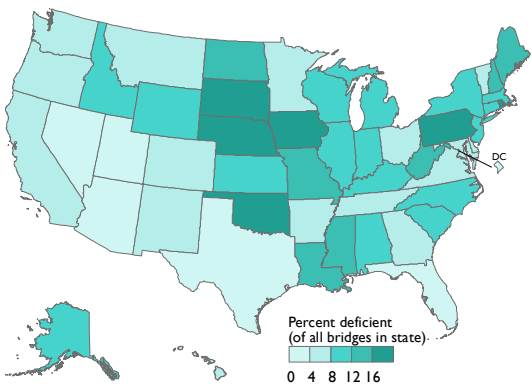 DC
Percent deficient
(of all bridges in state)
0 4 8 12 16